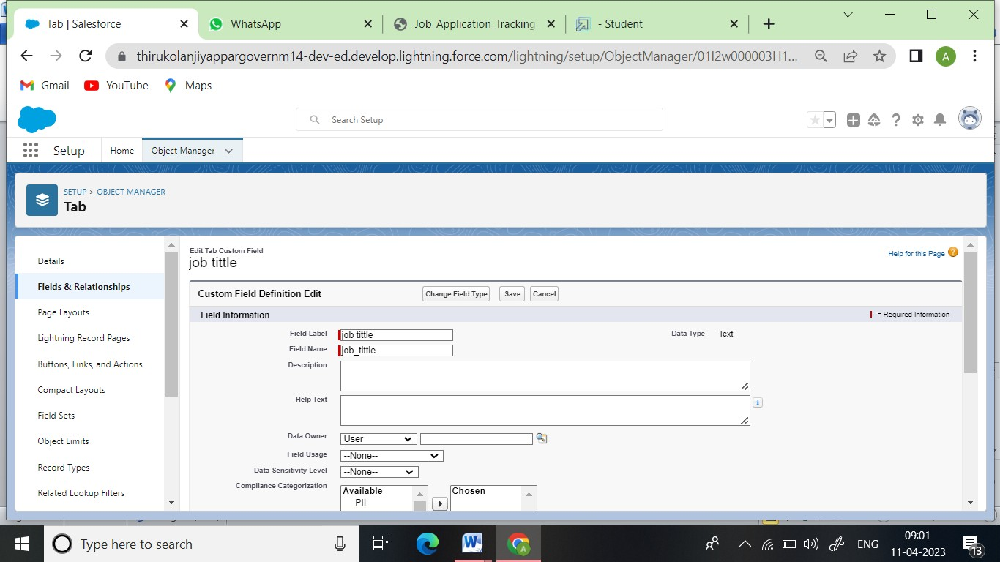 Tab | Salesforce
WhatsApp
Job_Application_Tracking_
- Student
thirukolanjiyappargovernm14-dev-ed.develop.lightning.force.com/lightning/setup/ObjectManager/01I2w000003H1...
A
Gmail
YouTube
Maps
Search Setup
Setup
Home
Object Manager
SETUP > OBJECT MANAGER
Tab
Details
Fields & Relationships
Page Layouts
Lightning Record Pages
Buttons, Links, and Actions
Compact Layouts
Field Sets
Object Limits
Record Types
Related Lookup Filters
Edit Tab Custom Field
job tittle
Help for this Page
Custom Field Definition Edit
Change Field Type
Save
Cancel
Field Information
= Required Information
Field Label job tittle
Data Type Text
Field Name job_tittle
Description
Help Text
Data Owner User
Field Usage --None--
Data Sensitivity Level --None--
Compliance Categorization
Available
PII
Chosen
Type here to search
ENG
09:01
11-04-2023
13